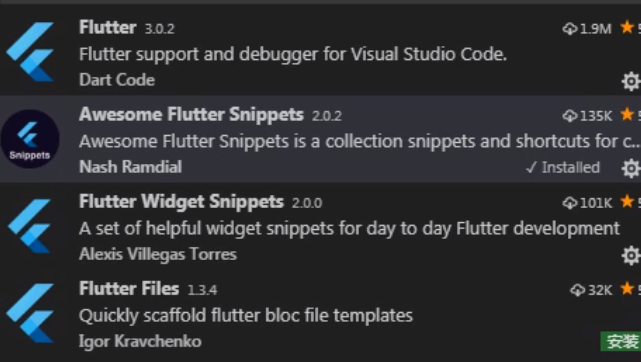 Flutter 3.0.2 1.9M 5
Flutter support and debugger for Visual Studio Code.
Dart Code
Awesome Flutter Snippets 2.0.2 135K 5
Awesome Flutter Snippets is a collection snippets and shortcuts for c...
Snippets
Nash Ramdial ✓ Installed
Flutter Widget Snippets 2.0.0 101K 5
A set of helpful widget snippets for day to day Flutter development
Alexis Villegas Torres
Flutter Files 1.3.4 32K 5
Quickly scaffold flutter bloc file templates
Igor Kravchenko 安装